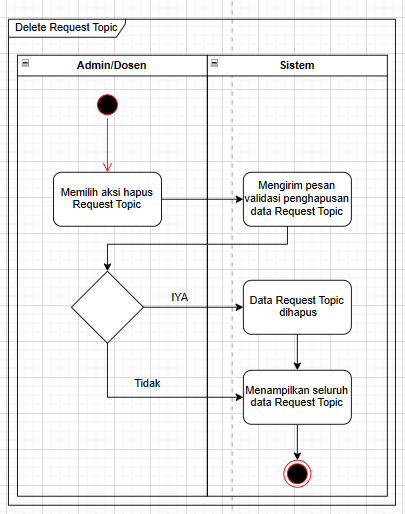 Delete Request Topic
Admin/Dosen
Sistem
Memilih aksi hapus
Request Topic
Mengirim pesan
validasi penghapusan
data Request Topic
IYA
Data Request Topic
dihapus
Tidak
Menampilkan seluruh
data Request Topic